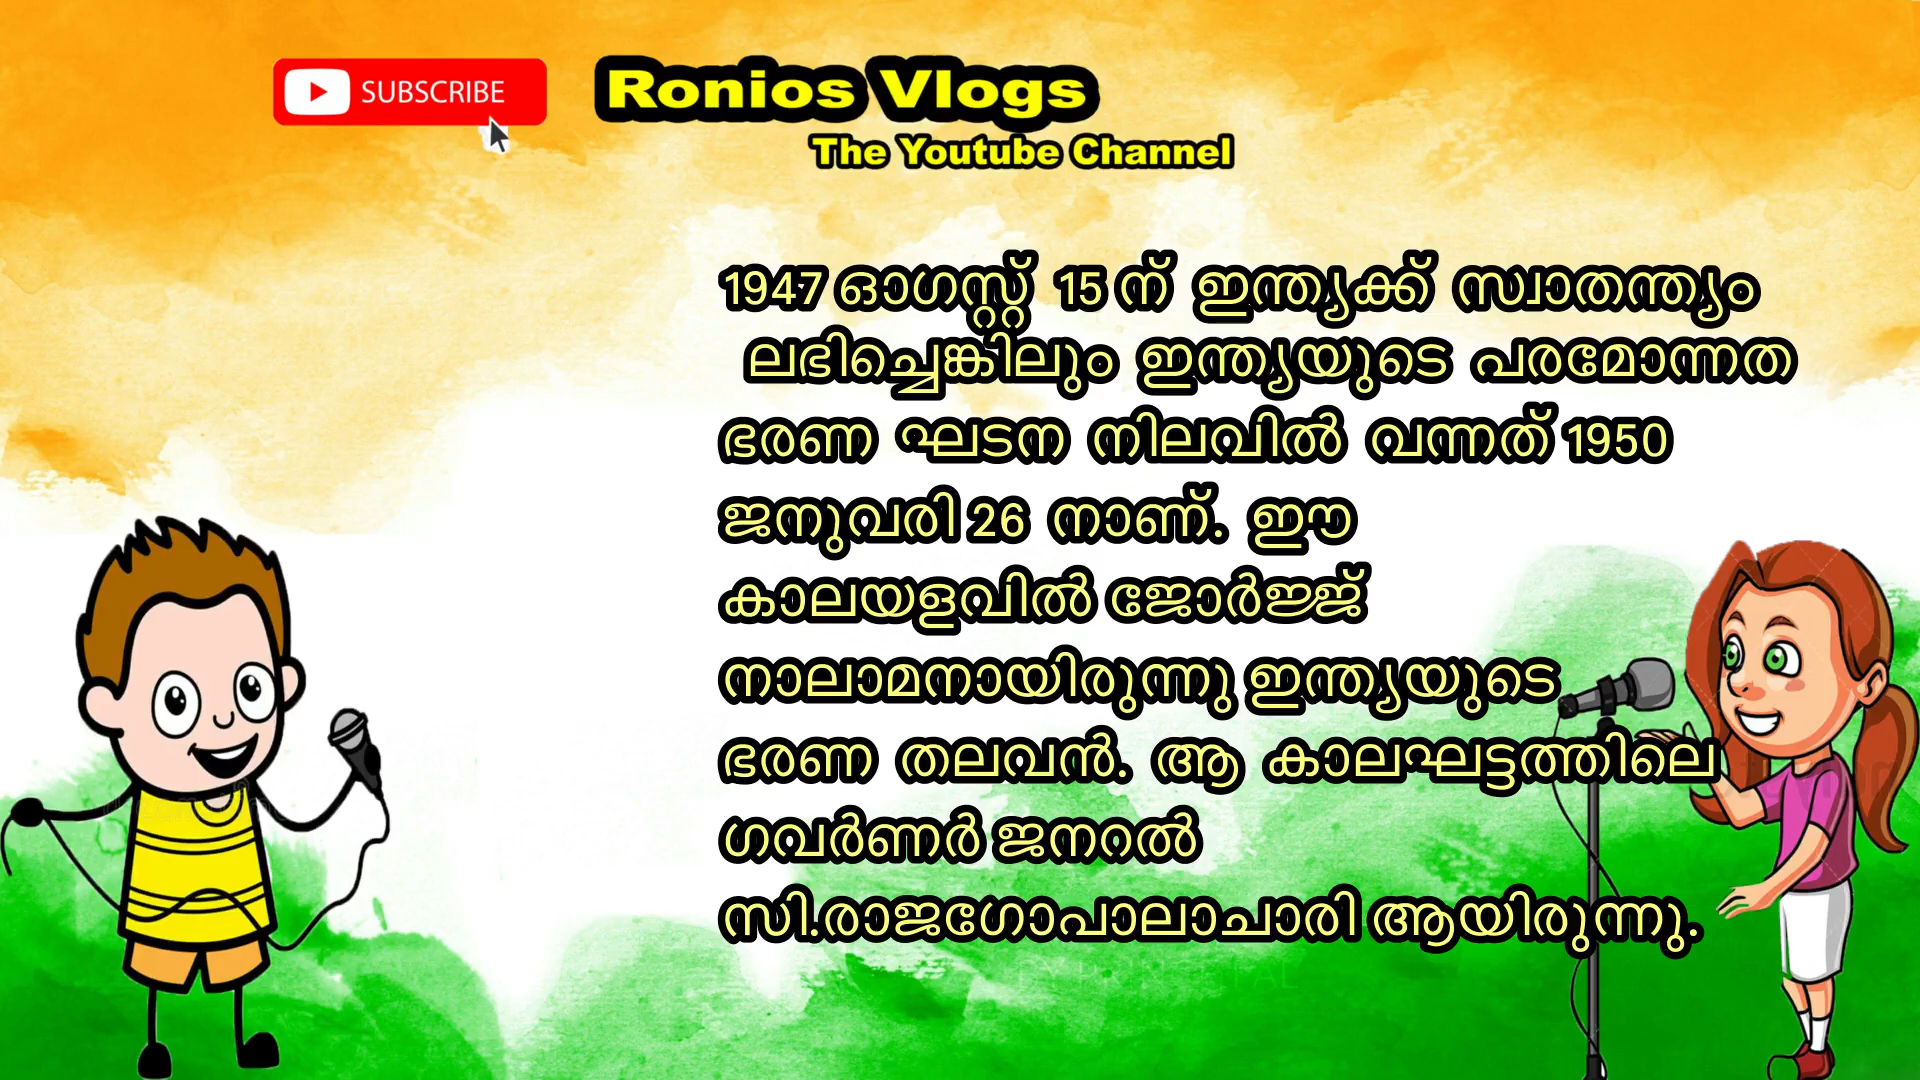 SUBSCRIBE
Ronios Vlogs
The Youtube Channel
1947 ഓഗസ്റ്റ് 15 ന് ഇന്ത്യക്ക് സ്വാതന്ത്യം
ലഭിച്ചെങ്കിലും ഇന്ത്യയുടെ പരമോന്നത
ഭരണ ഘടന നിലവിൽ വന്നത് 1950
ജനുവരി 26 നാണ്. ഈ
കാലയളവിൽ ജോർജ്ജ്
നാലാമനായിരുന്നു ഇന്ത്യയുടെ
ഭരണ തലവൻ. ആ കാലഘട്ടത്തിലെ
ഗവർണർ ജനറൽ
സി.രാജഗോപാലാചാരി ആയിരുന്നു.